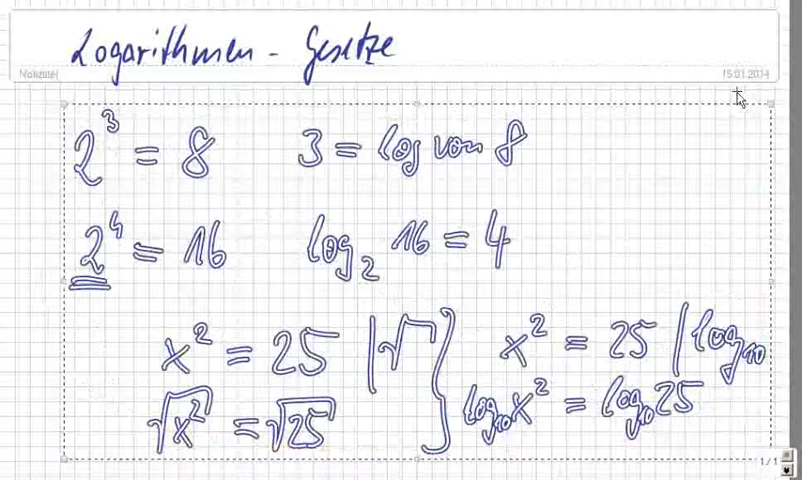 Logarithmen - Gesetze
Notiztitel
15.01.2014
2³ = 8 3 = log von 8
2⁴ = 16 log₂ 16 = 4
x² = 25 |√ } x² = 25 | log₁₀
√x² = √25 log₁₀ x² = log₁₀ 25
1 / 1